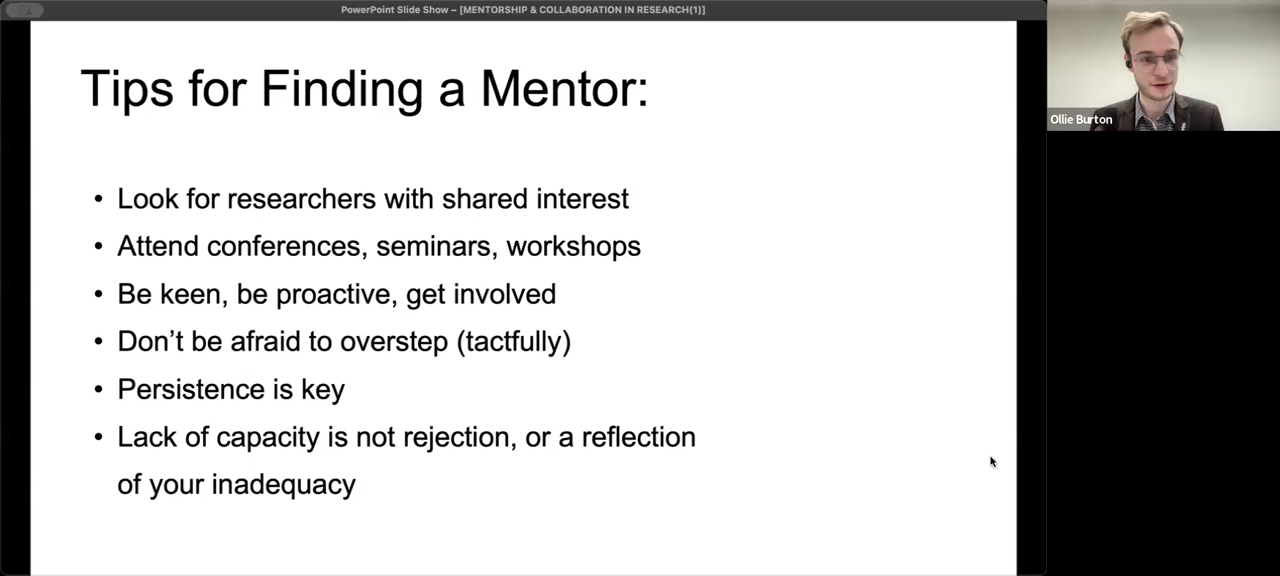 PowerPoint Slide Show – [MENTORSHIP & COLLABORATION IN RESEARCH(1)]
Tips for Finding a Mentor:
• Look for researchers with shared interest
• Attend conferences, seminars, workshops
• Be keen, be proactive, get involved
• Don’t be afraid to overstep (tactfully)
• Persistence is key
• Lack of capacity is not rejection, or a reflection
of your inadequacy
Ollie Burton